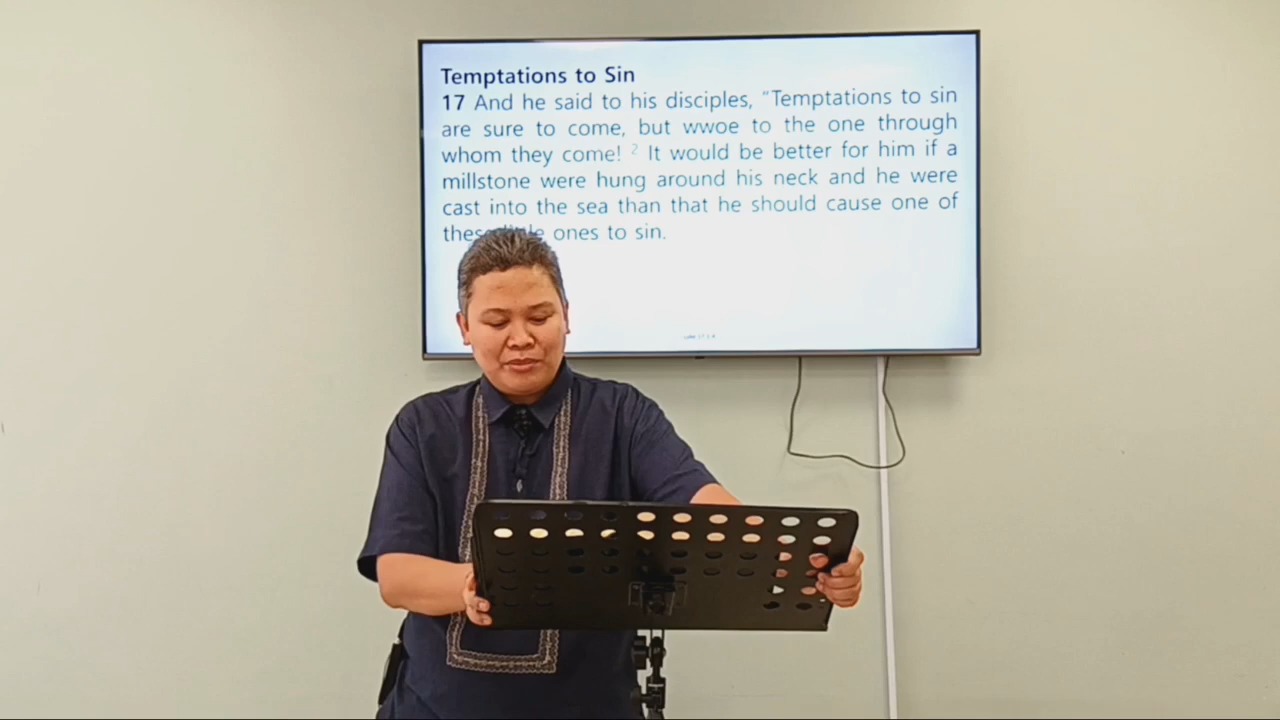 Temptations to Sin
17 And he said to his disciples, “Temptations to sin
are sure to come, but wwoe to the one through
whom they come! 2 It would be better for him if a
millstone were hung around his neck and he were
cast into the sea than that he should cause one of
ones to sin.